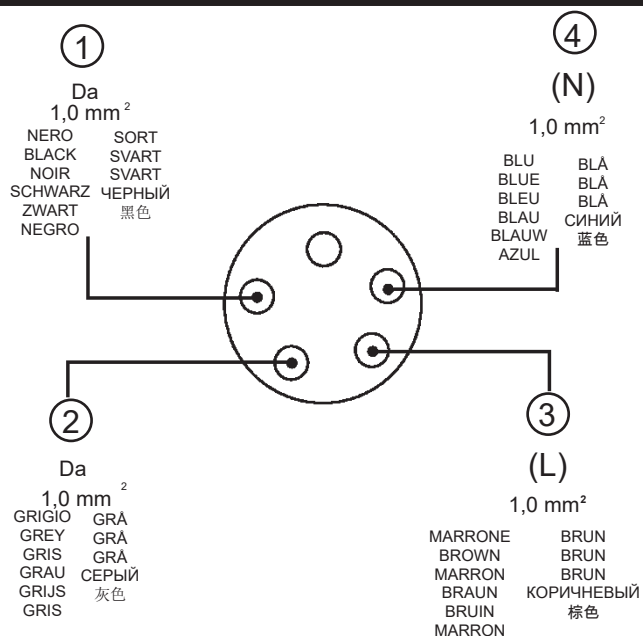 1
Da
1,0 mm²
NERO
BLACK
NOIR
SCHWARZ
ZWART
NEGRO
SORT
SVART
SVART
ЧЕРНЫЙ
黑色
4
(N)
1,0 mm²
BLU
BLUE
BLEU
BLAU
BLAUW
AZUL
BLÅ
BLÅ
BLÅ
СИНИЙ
蓝色
2
Da
1,0 mm²
GRIGIO
GREY
GRIS
GRAU
GRIJS
GRIS
GRÅ
GRÅ
GRÅ
СЕРЫЙ
灰色
3
(L)
1,0 mm²
MARRONE
BROWN
MARRON
BRAUN
BRUIN
MARRON
BRUN
BRUN
BRUN
КОРИЧНЕВЫЙ
棕色